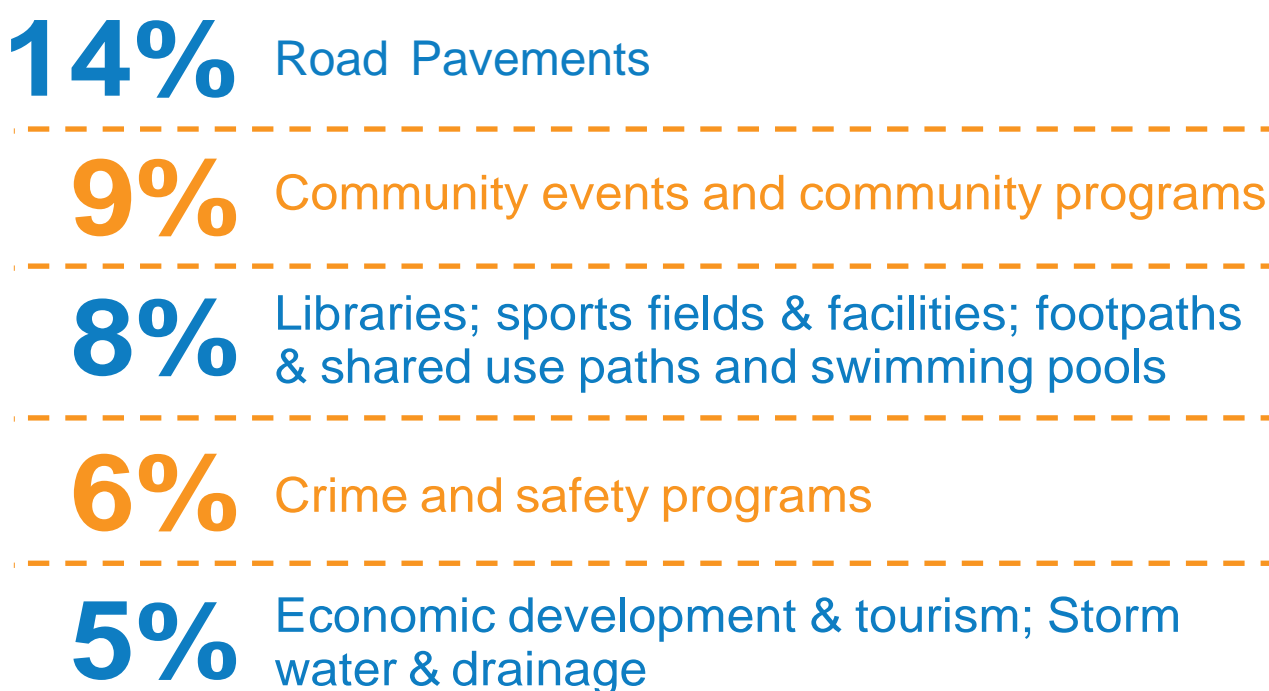 14% Road Pavements
9% Community events and community programs
8% Libraries; sports fields & facilities; footpaths
& shared use paths and swimming pools
6% Crime and safety programs
5% Economic development & tourism; Storm
water & drainage